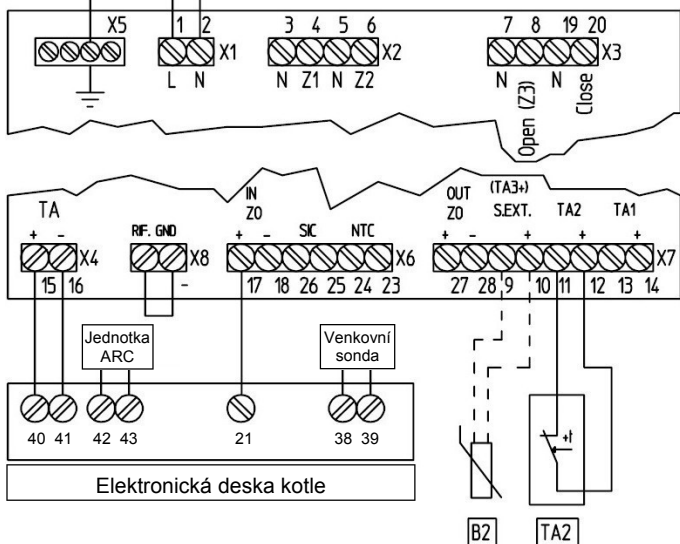 X5
1 2
X1
L N
3 4 5 6
X2
N Z1 N Z2
7 8 19 20
X3
N Open (Z3) N Close
TA
+ -
X4
15 16
RIF. GND
X8
-
IN
Z0
SIC NTC
+ -
X6
17 18 26 25 24 23
OUT
Z0
(TA3+)
S.EXT. TA2 TA1
+ - + + +
X7
27 28 9 10 11 12 13 14
Jednotka
ARC
Venkovní
sonda
40 41 42 43 21 38 39
Elektronická deska kotle
+t
B2 TA2